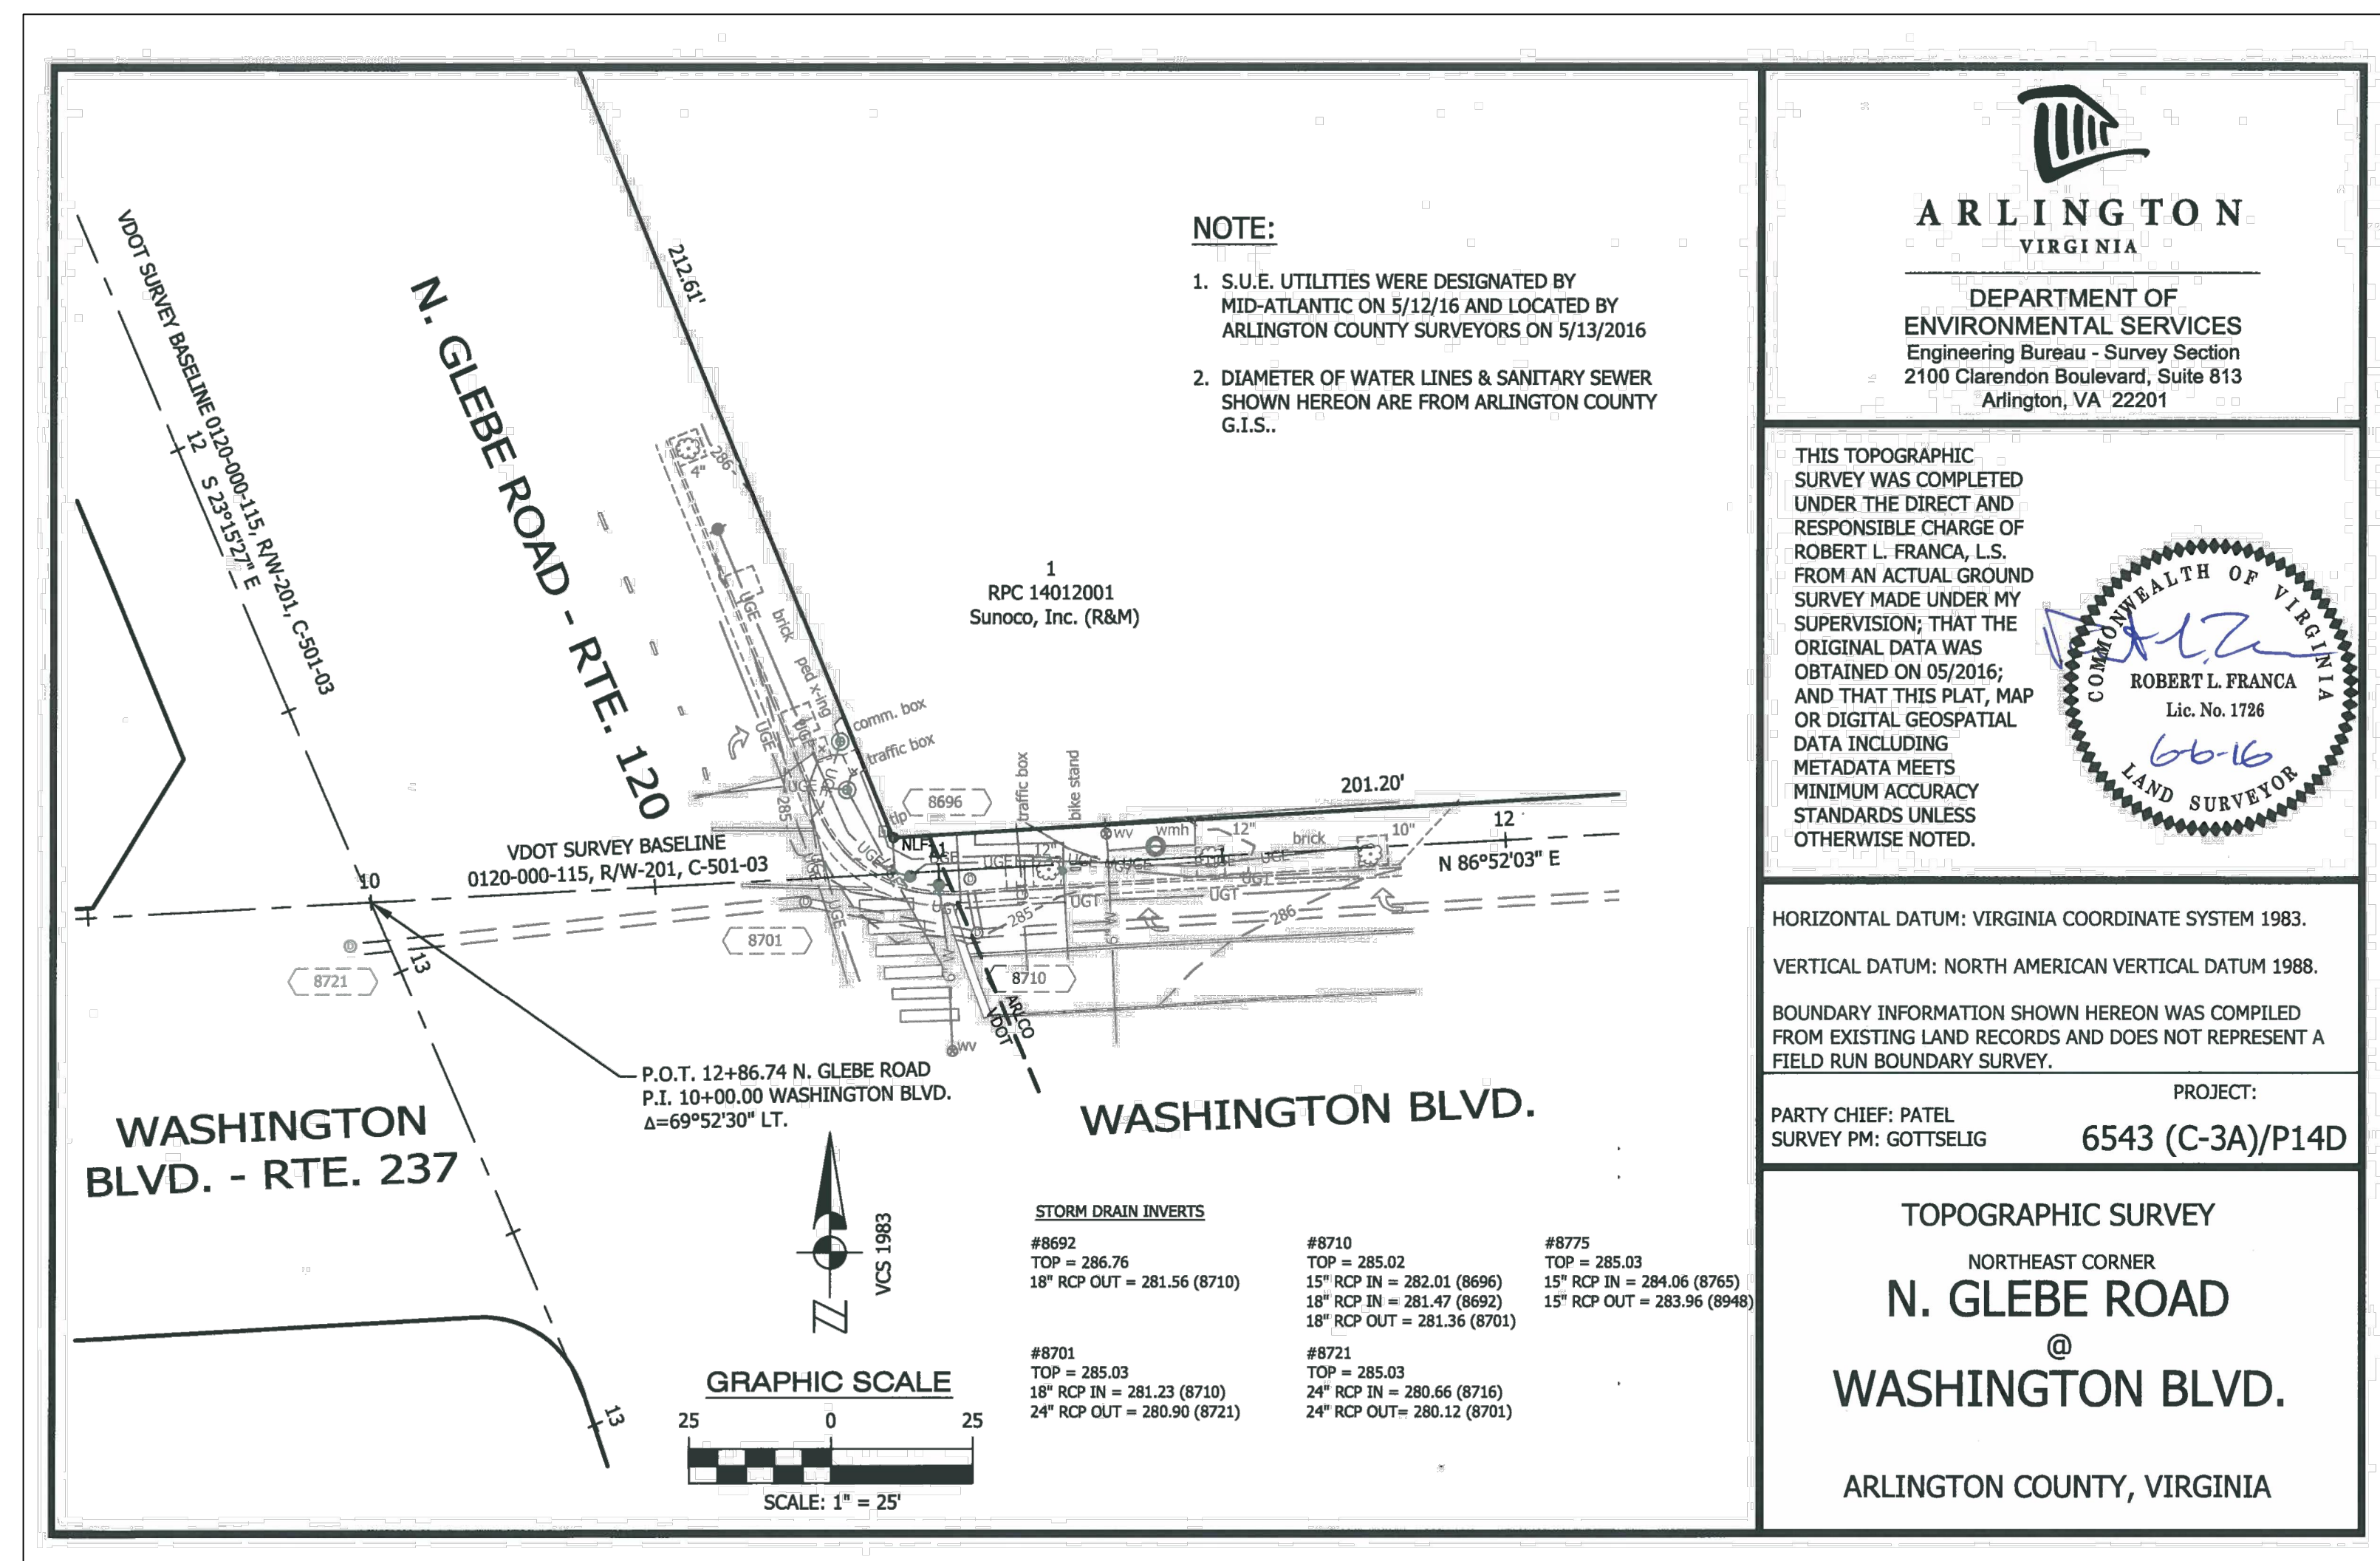 VDOT SURVEY BASELINE 0120-000-115, R/W-201, C-501-03
12
S 23°15'27" E
N. GLEBE ROAD - RTE. 120
212.61'
NOTE:
1. S.U.E. UTILITIES WERE DESIGNATED BY
MID-ATLANTIC ON 5/12/16 AND LOCATED BY
ARLINGTON COUNTY SURVEYORS ON 5/13/2016
2. DIAMETER OF WATER LINES & SANITARY SEWER
SHOWN HEREON ARE FROM ARLINGTON COUNTY
G.I.S..
286
4"
1
RPC 14012001
Sunoco, Inc. (R&M)
UGE
brick
ped x-ing
comm. box
traffic box
UGE
UGE
285
8696
traffic box
bike stand
201.20'
12
N 86°52'03" E
wv
wmh
12"
brick
10"
NLF
11
12"
UGE
UGE
UGE
UGE
UGT
UGT
UGT
UGE
VDOT SURVEY BASELINE
0120-000-115, R/W-201, C-501-03
10
8701
8721
13
285
286
8710
ARLCO
VDOT
wv
P.O.T. 12+86.74 N. GLEBE ROAD
P.I. 10+00.00 WASHINGTON BLVD.
Δ=69°52'30" LT.
WASHINGTON
BLVD. - RTE. 237
WASHINGTON BLVD.
13
VCS 1983
GRAPHIC SCALE
25 0 25
SCALE: 1" = 25'
STORM DRAIN INVERTS
#8692
TOP = 286.76
18" RCP OUT = 281.56 (8710)
#8710
TOP = 285.02
15" RCP IN = 282.01 (8696)
18" RCP IN = 281.47 (8692)
18" RCP OUT = 281.36 (8701)
#8775
TOP = 285.03
15" RCP IN = 284.06 (8765)
15" RCP OUT = 283.96 (8948)
#8701
TOP = 285.03
18" RCP IN = 281.23 (8710)
24" RCP OUT = 280.90 (8721)
#8721
TOP = 285.03
24" RCP IN = 280.66 (8716)
24" RCP OUT= 280.12 (8701)
ARLINGTON
VIRGINIA
DEPARTMENT OF
ENVIRONMENTAL SERVICES
Engineering Bureau - Survey Section
2100 Clarendon Boulevard, Suite 813
Arlington, VA 22201
THIS TOPOGRAPHIC
SURVEY WAS COMPLETED
UNDER THE DIRECT AND
RESPONSIBLE CHARGE OF
ROBERT L. FRANCA, L.S.
FROM AN ACTUAL GROUND
SURVEY MADE UNDER MY
SUPERVISION; THAT THE
ORIGINAL DATA WAS
OBTAINED ON 05/2016;
AND THAT THIS PLAT, MAP
OR DIGITAL GEOSPATIAL
DATA INCLUDING
METADATA MEETS
MINIMUM ACCURACY
STANDARDS UNLESS
OTHERWISE NOTED.
COMMONWEALTH OF VIRGINIA
ROBERT L. FRANCA
Lic. No. 1726
6-6-16
LAND SURVEYOR
HORIZONTAL DATUM: VIRGINIA COORDINATE SYSTEM 1983.
VERTICAL DATUM: NORTH AMERICAN VERTICAL DATUM 1988.
BOUNDARY INFORMATION SHOWN HEREON WAS COMPILED
FROM EXISTING LAND RECORDS AND DOES NOT REPRESENT A
FIELD RUN BOUNDARY SURVEY.
PARTY CHIEF: PATEL
SURVEY PM: GOTTSELIG
PROJECT:
6543 (C-3A)/P14D
TOPOGRAPHIC SURVEY
NORTHEAST CORNER
N. GLEBE ROAD
@
WASHINGTON BLVD.
ARLINGTON COUNTY, VIRGINIA